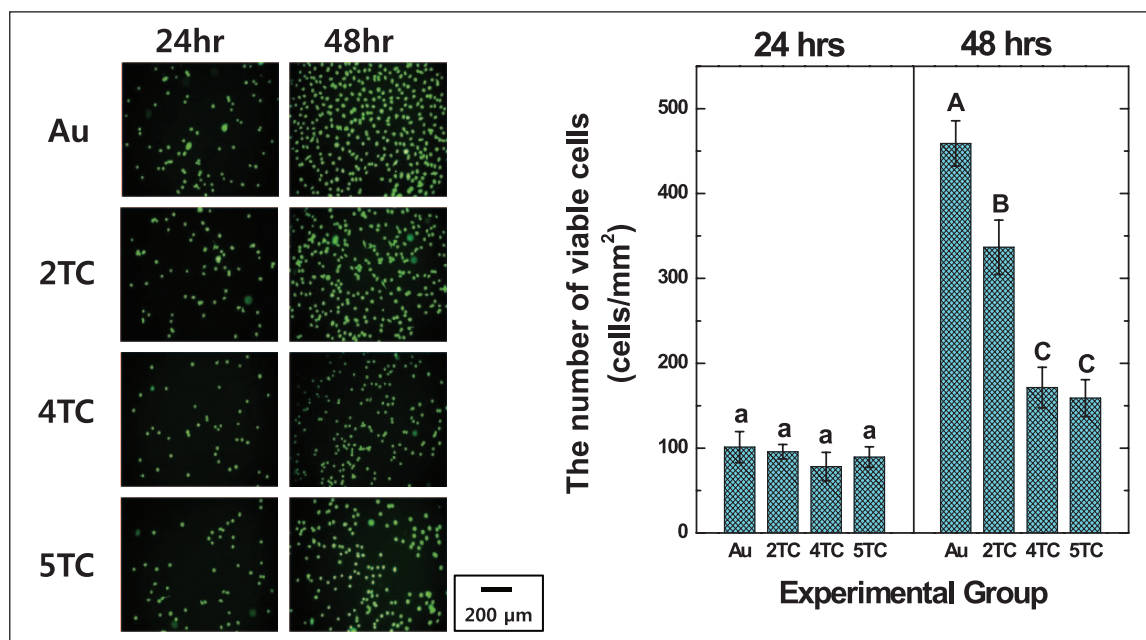 24hr 48hr
Au
2TC
4TC
5TC
200 μm
24 hrs 48 hrs
The number of viable cells
(cells/mm²)
500
400
300
200
100
0
a a a a
A
B
C C
Au 2TC 4TC 5TC Au 2TC 4TC 5TC
Experimental Group